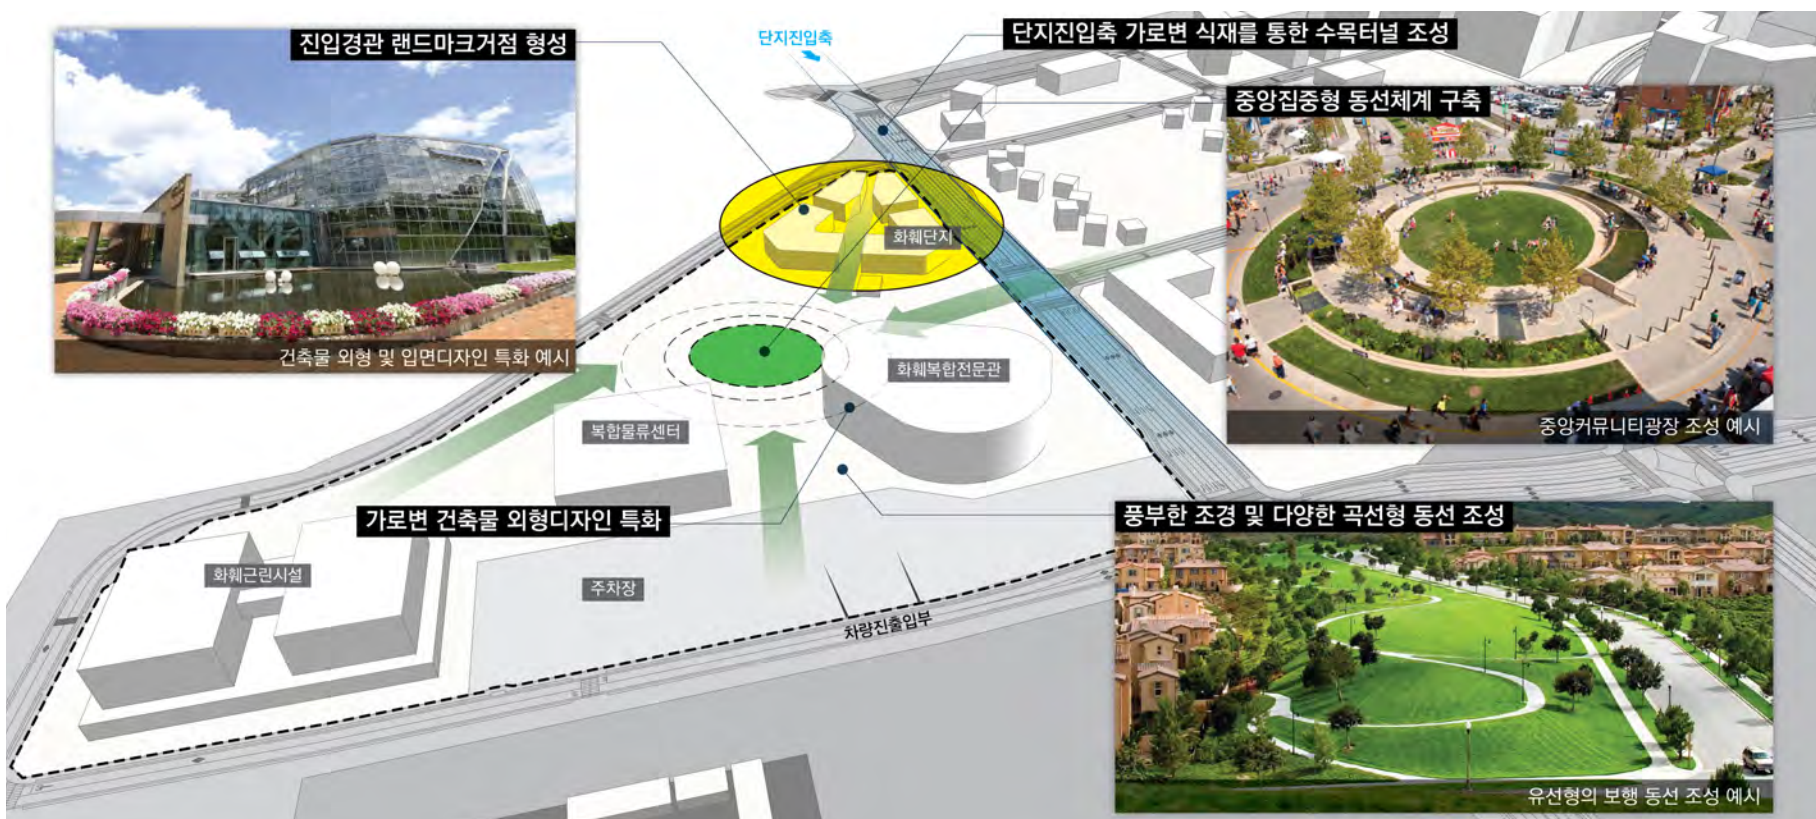 진입경관 랜드마크거점 형성
단지진입축
단지진입축 가로변 식재를 통한 수목터널 조성
중앙집중형 동선체계 구축
화훼단지
건축물 외형 및 입면디자인 특화 예시
화훼복합전문관
복합물류센터
중앙커뮤니티광장 조성 예시
가로변 건축물 외형디자인 특화
풍부한 조경 및 다양한 곡선형 동선 조성
화훼근린시설
주차장
차량진출입부
유선형의 보행 동선 조성 예시